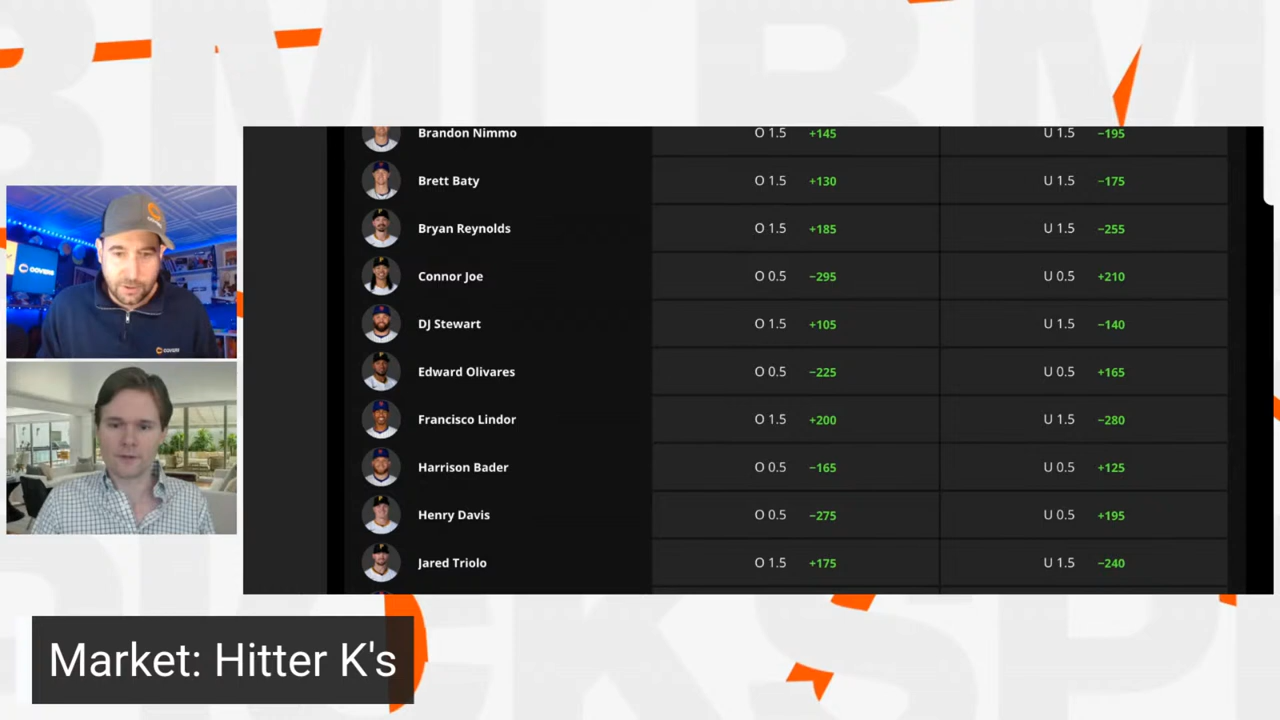 Brandon Nimmo O 1.5 +145 U 1.5 −195
Brett Baty O 1.5 +130 U 1.5 −175
Bryan Reynolds O 1.5 +185 U 1.5 −255
Connor Joe O 0.5 −295 U 0.5 +210
DJ Stewart O 1.5 +105 U 1.5 −140
Edward Olivares O 0.5 −225 U 0.5 +165
Francisco Lindor O 1.5 +200 U 1.5 −280
Harrison Bader O 0.5 −165 U 0.5 +125
Henry Davis O 0.5 −275 U 0.5 +195
Jared Triolo O 1.5 +175 U 1.5 −240
COVERS
Market: Hitter K's